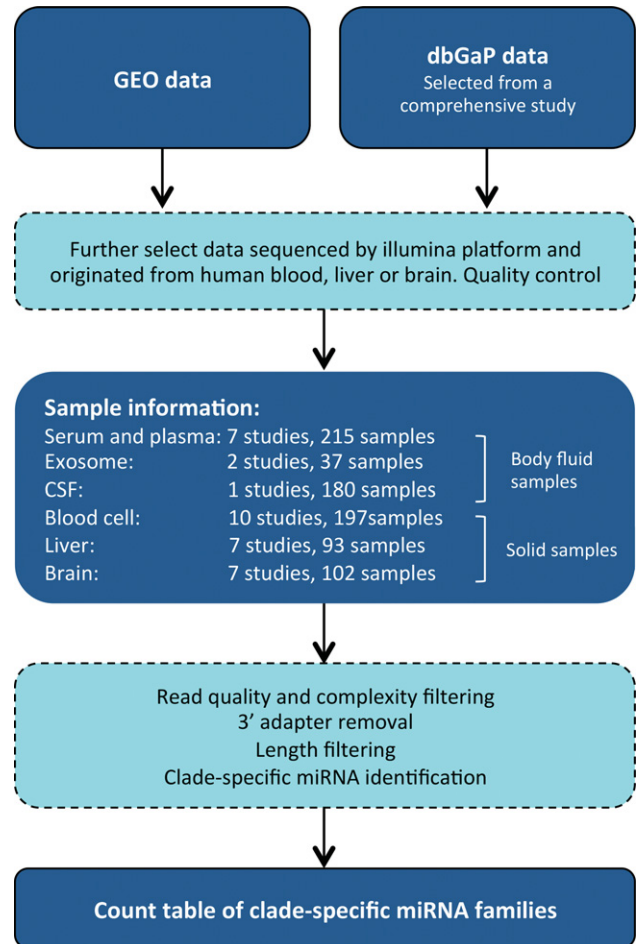 GEO data
dbGaP data
Selected from a
comprehensive study
Further select data sequenced by illumina platform and
originated from human blood, liver or brain. Quality control
Sample information:
Serum and plasma: 7 studies, 215 samples
Exosome: 2 studies, 37 samples
CSF: 1 studies, 180 samples
Body fluid
samples
Blood cell: 10 studies, 197samples
Liver: 7 studies, 93 samples
Brain: 7 studies, 102 samples
Solid samples
Read quality and complexity filtering
3’ adapter removal
Length filtering
Clade-specific miRNA identification
Count table of clade-specific miRNA families